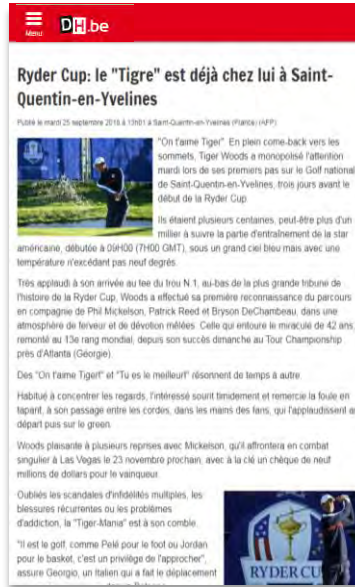 Menu
DH.be
Ryder Cup: le "Tigre" est déjà chez lui à Saint-
Quentin-en-Yvelines
Publié le mardi 25 septembre 2018 à 13h01 à Saint-Quentin-en-Yvelines (France) (AFP)
"On t'aime Tiger". En plein come-back vers les
sommets, Tiger Woods a monopolisé l'attention
mardi lors de ses premiers pas sur le Golf national
de Saint-Quentin-en-Yvelines, trois jours avant le
début de la Ryder Cup.
Ils étaient plusieurs centaines, peut-être plus d'un
millier à suivre la partie d'entraînement de la star
américaine, débutée à 09H00 (7H00 GMT), sous un grand ciel bleu mais avec une
température n'excédant pas neuf degrés.
Très applaudi à son arrivée au tee du trou N.1, au-bas de la plus grande tribune de
l'histoire de la Ryder Cup, Woods a effectué sa première reconnaissance du parcours
en compagnie de Phil Mickelson, Patrick Reed et Bryson DeChambeau, dans une
atmosphère de ferveur et de dévotion mêlées. Celle qui entoure le miraculé de 42 ans,
remonté au 13e rang mondial, depuis son succès dimanche au Tour Championship
près d'Atlanta (Géorgie).
Des "On t'aime Tiger!" et "Tu es le meilleur!" résonnent de temps à autre.
Habitué à concentrer les regards, l'intéressé sourit timidement et remercie la foule en
tapant, à son passage entre les cordes, dans les mains des fans, qui l'applaudissent au
départ puis sur le green.
Woods plaisante à plusieurs reprises avec Mickelson, qu'il affrontera en combat
singulier à Las Vegas le 23 novembre prochain, avec à la clé un chèque de neuf
millions de dollars pour le vainqueur.
Oubliés les scandales d'infidélités multiples, les
blessures récurrentes ou les problèmes
d'addiction, la "Tiger-Mania" est à son comble.
"Il est le golf, comme Pelé pour le foot ou Jordan
pour le basket, c'est un privilège de l'approcher",
assure Georgio, un Italien qui a fait le déplacement
RYDER CU